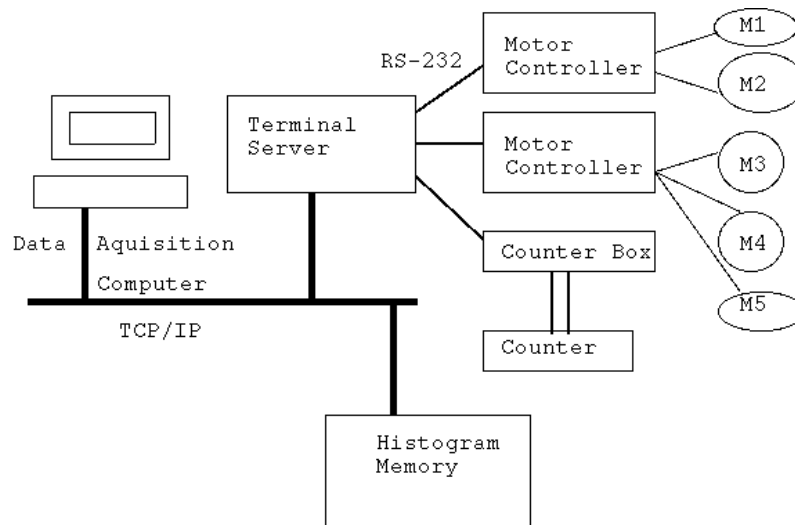 Motor
Controller
M1
RS-232
M2
Terminal
Server
Motor
Controller
M3
Data Aquisition
Computer
Counter Box
M4
M5
TCP/IP
Counter
Histogram
Memory